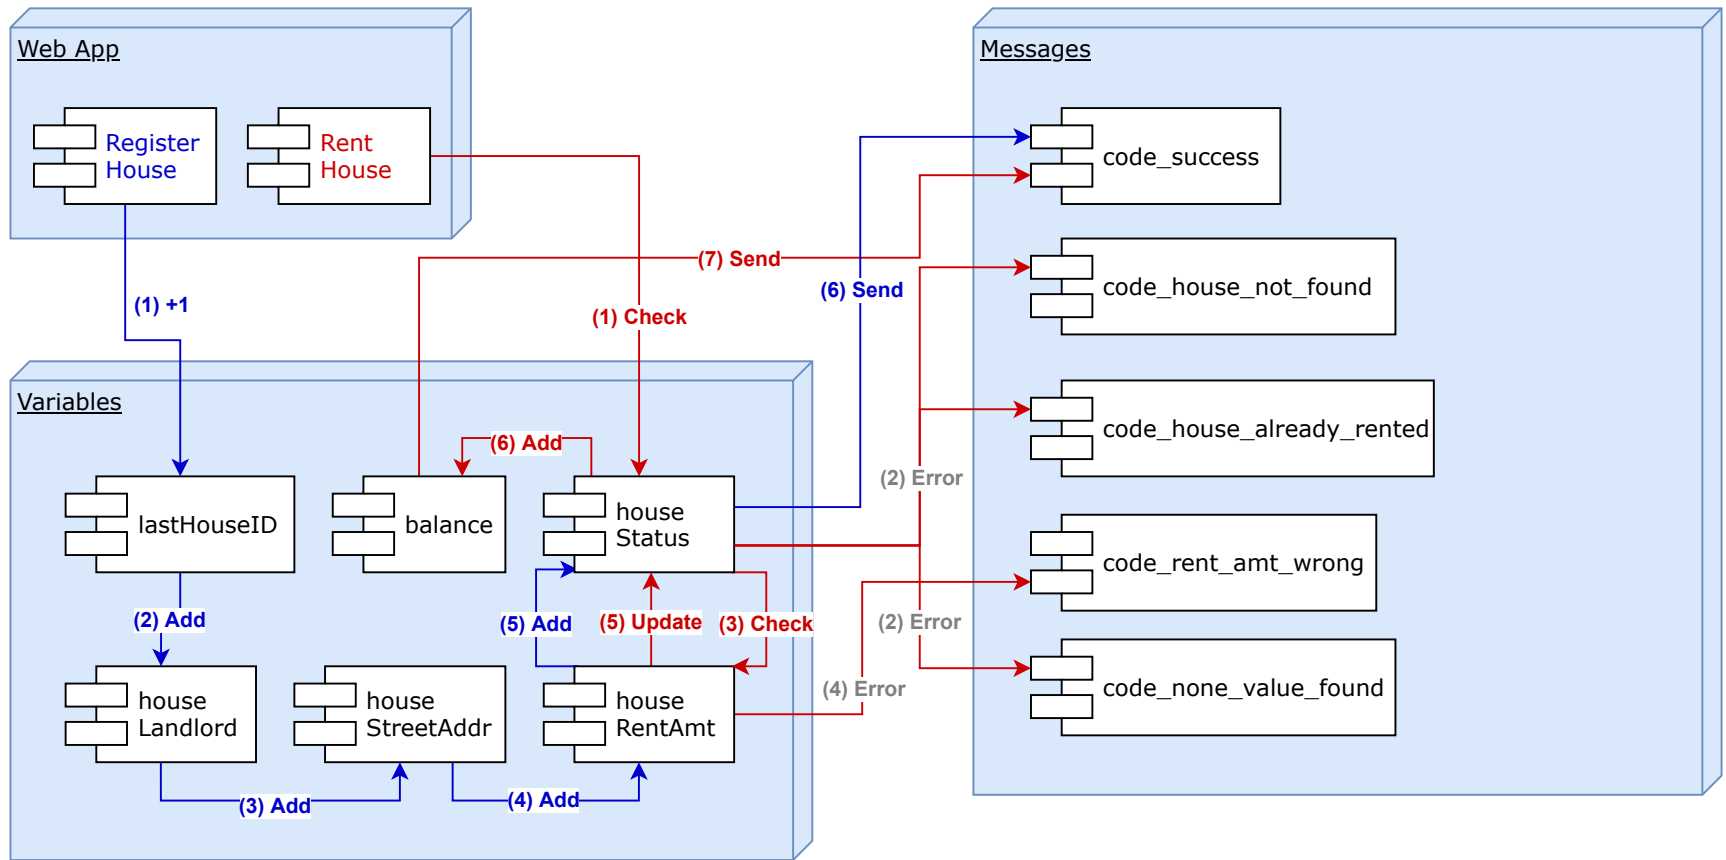 Web App
Register
House
Rent
House
(1) +1
(7) Send
(6) Send
(1) Check
Variables
(6) Add
lastHouseID
balance
house
Status
(2) Add
(5) Add
(5) Update
(3) Check
house
Landlord
house
StreetAddr
house
RentAmt
(3) Add
(4) Add
(2) Error
(2) Error
(4) Error
Messages
code_success
code_house_not_found
code_house_already_rented
code_rent_amt_wrong
code_none_value_found